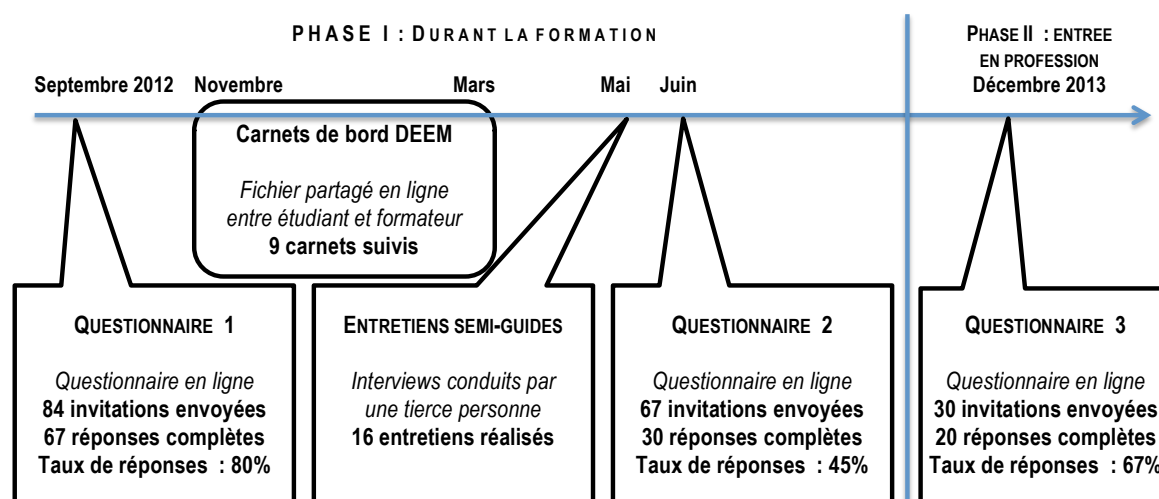 PHASE I : DURANT LA FORMATION
PHASE II : ENTREE
EN PROFESSION
Décembre 2013
Septembre 2012 Novembre Mars Mai Juin
Carnets de bord DEEM
Fichier partagé en ligne
entre étudiant et formateur
9 carnets suivis
QUESTIONNAIRE 1
Questionnaire en ligne
84 invitations envoyées
67 réponses complètes
Taux de réponses : 80%
ENTRETIENS SEMI-GUIDES
Interviews conduits par
une tierce personne
16 entretiens réalisés
QUESTIONNAIRE 2
Questionnaire en ligne
67 invitations envoyées
30 réponses complètes
Taux de réponses : 45%
QUESTIONNAIRE 3
Questionnaire en ligne
30 invitations envoyées
20 réponses complètes
Taux de réponses : 67%